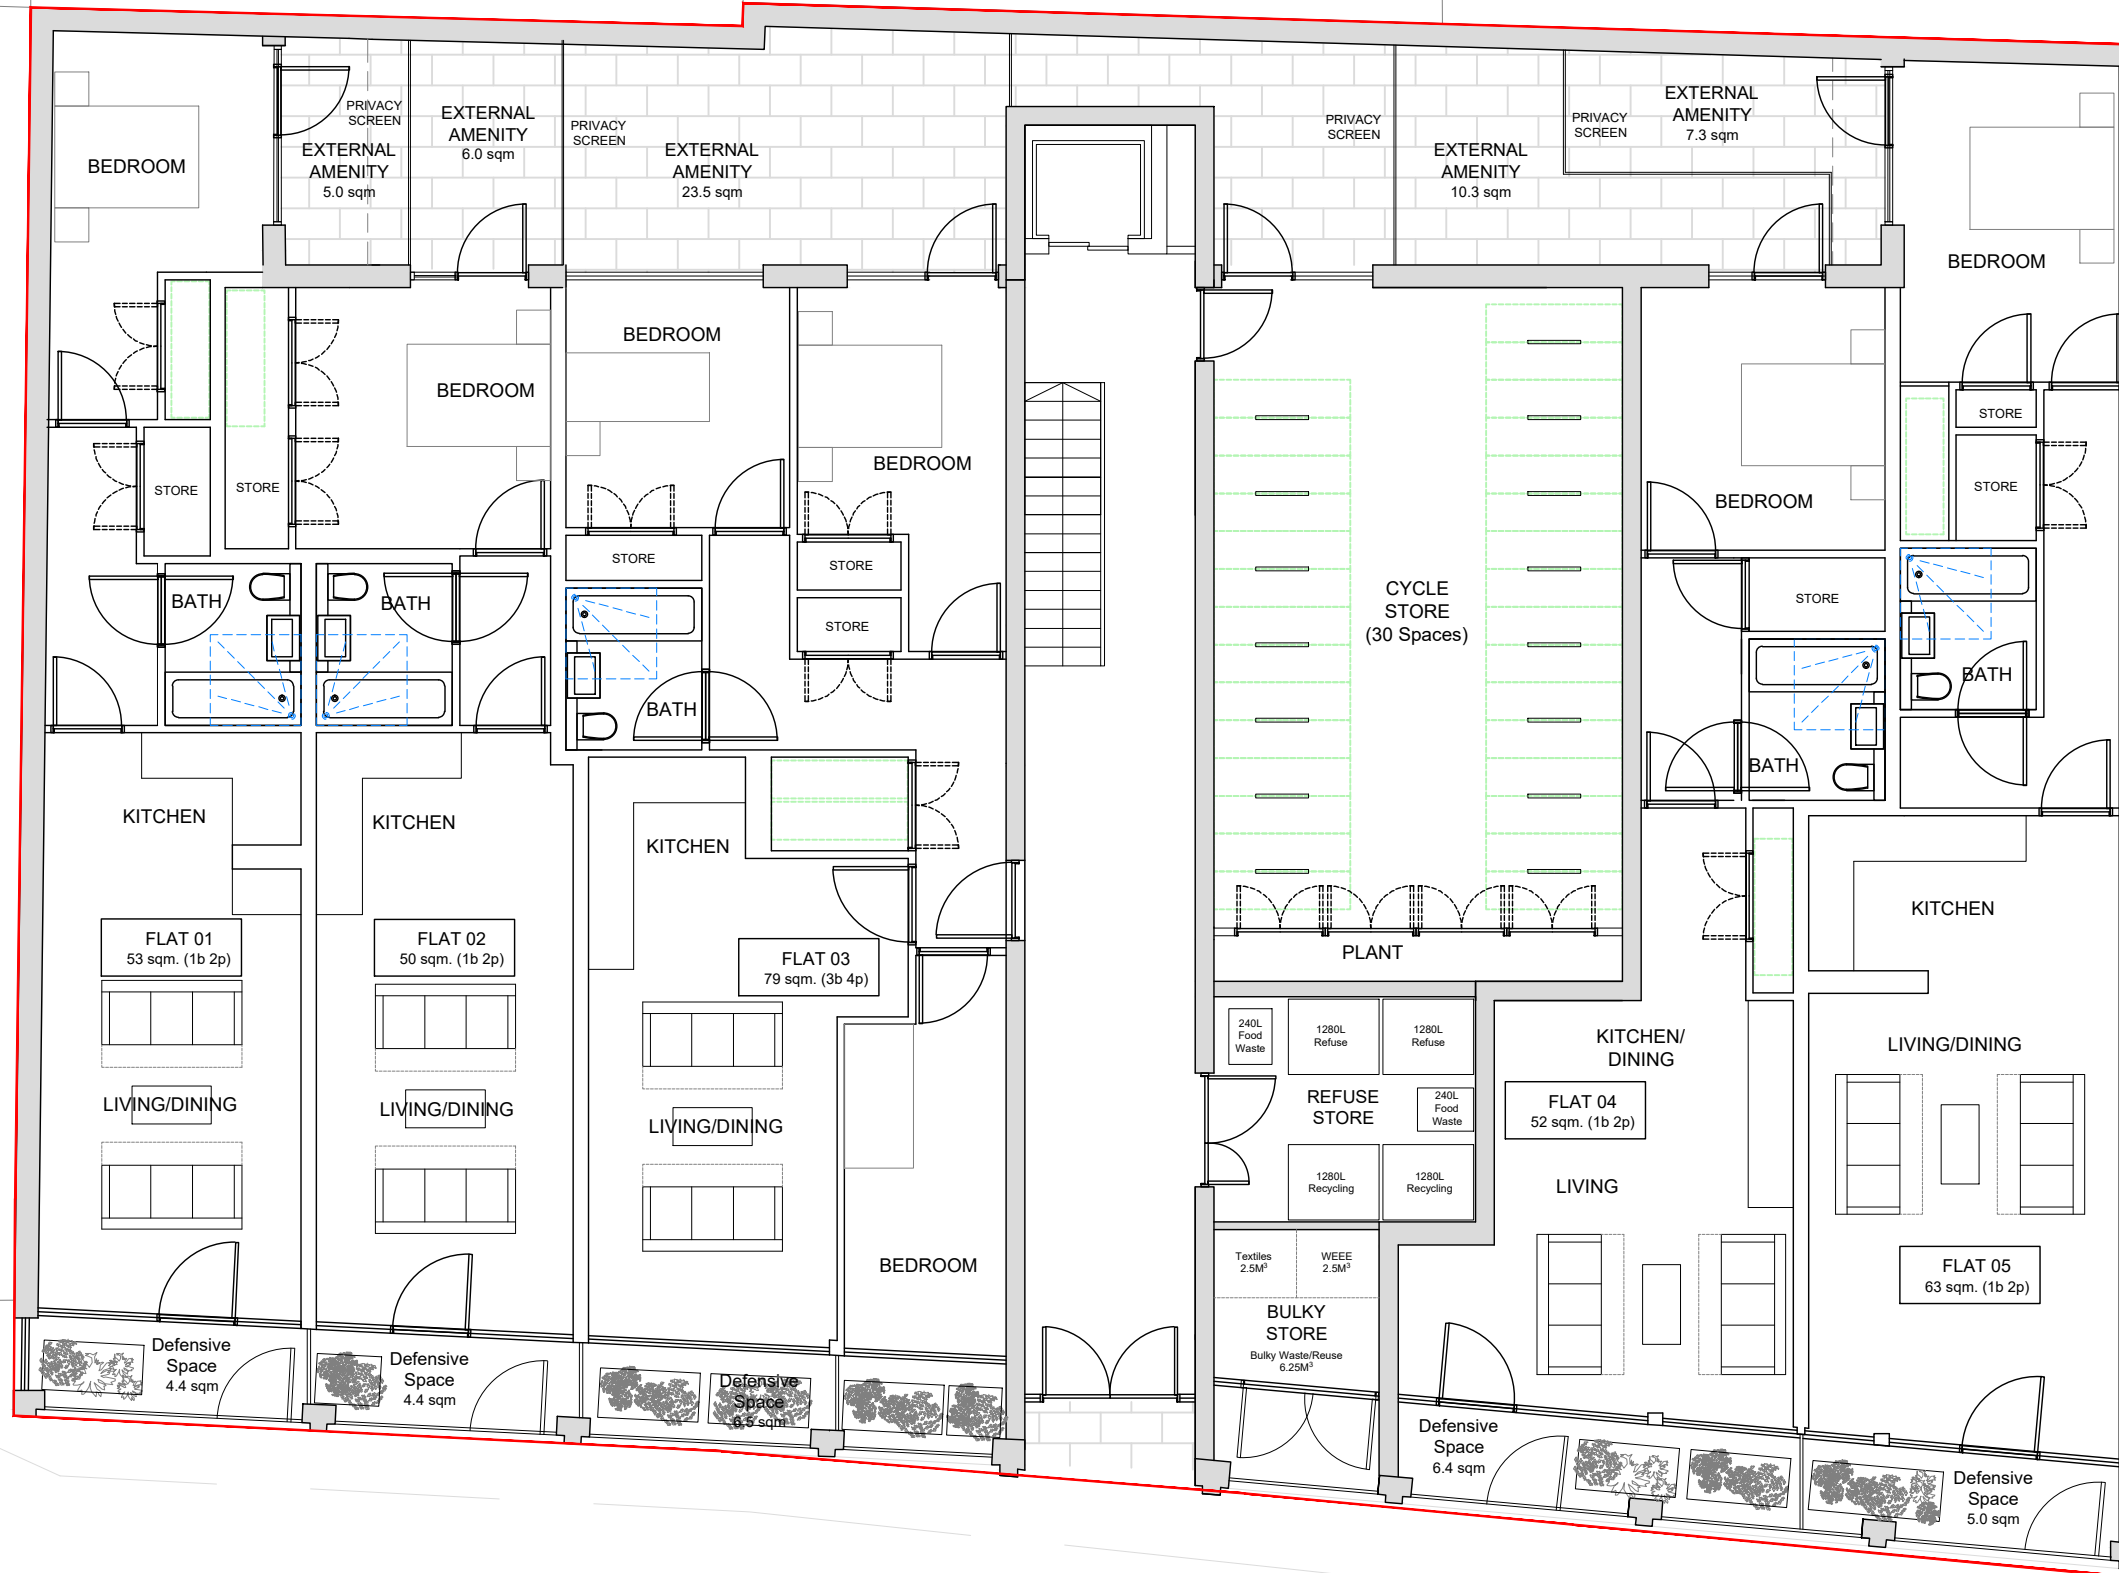 BEDROOM
PRIVACY
SCREEN
EXTERNAL
AMENITY
5.0 sqm
EXTERNAL
AMENITY
6.0 sqm
PRIVACY
SCREEN
EXTERNAL
AMENITY
23.5 sqm
PRIVACY
SCREEN
EXTERNAL
AMENITY
10.3 sqm
PRIVACY
SCREEN
EXTERNAL
AMENITY
7.3 sqm
BEDROOM
BEDROOM
BEDROOM
BEDROOM
BEDROOM
STORE
STORE
STORE
STORE
STORE
STORE
STORE
STORE
BATH
BATH
BATH
BATH
BATH
CYCLE
STORE
(30 Spaces)
PLANT
KITCHEN
KITCHEN
KITCHEN
KITCHEN
FLAT 01
53 sqm. (1b 2p)
FLAT 02
50 sqm. (1b 2p)
FLAT 03
79 sqm. (3b 4p)
LIVING/DINING
LIVING/DINING
LIVING/DINING
BEDROOM
240L
Food
Waste
1280L
Refuse
1280L
Refuse
REFUSE
STORE
240L
Food
Waste
1280L
Recycling
1280L
Recycling
Textiles
2.5M³
WEEE
2.5M³
BULKY
STORE
Bulky Waste/Reuse
6.25M³
KITCHEN/
DINING
FLAT 04
52 sqm. (1b 2p)
LIVING
LIVING/DINING
FLAT 05
63 sqm. (1b 2p)
Defensive
Space
4.4 sqm
Defensive
Space
4.4 sqm
Defensive
Space
6.5 sqm
Defensive
Space
6.4 sqm
Defensive
Space
5.0 sqm